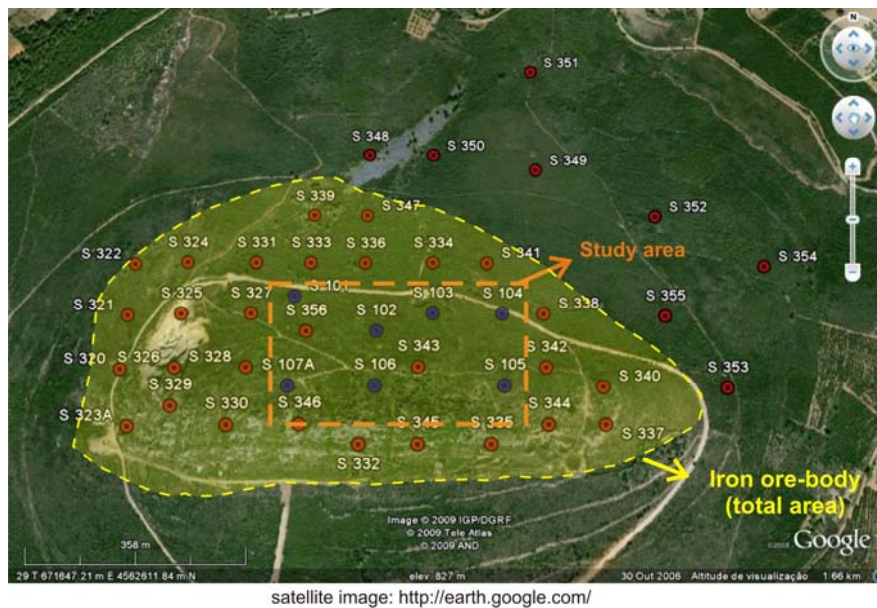 N
S 351
S 348
S 350
S 349
S 339
S 347
S 352
S 322
S 324
S 331
S 333
S 336
S 334
S 341
Study area
S 354
S 321
S 325
S 327
S 101
S 103
S 104
S 338
S 355
S 356
S 102
S 320
S 326
S 328
S 343
S 342
S 353
S 107A
S 106
S 105
S 340
S 329
S 323A
S 330
S 346
S 345
S 335
S 344
S 337
S 332
Iron ore-body
(total area)
Image © 2009 IGP/DGRF
© 2009 Tele Atlas
© 2009 AND
Google
358 m
29 T 671647.21 m E 4562611.84 m N
elev 827 m
30 Out 2006
Altitude de visualização
1.66 km
satellite image: http://earth.google.com/